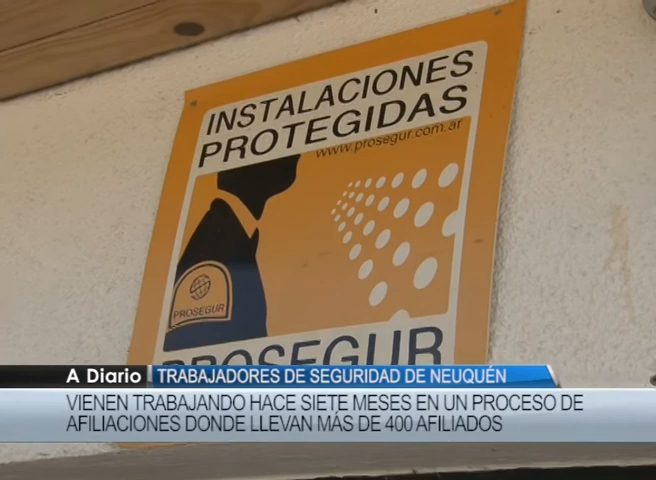 INSTALACIONES
PROTEGIDAS
www.prosegur.com.ar
PROSEGUR
PROSEGUR
A Diario
TRABAJADORES DE SEGURIDAD DE NEUQUÉN
VIENEN TRABAJANDO HACE SIETE MESES EN UN PROCESO DE
AFILIACIONES DONDE LLEVAN MÁS DE 400 AFILIADOS